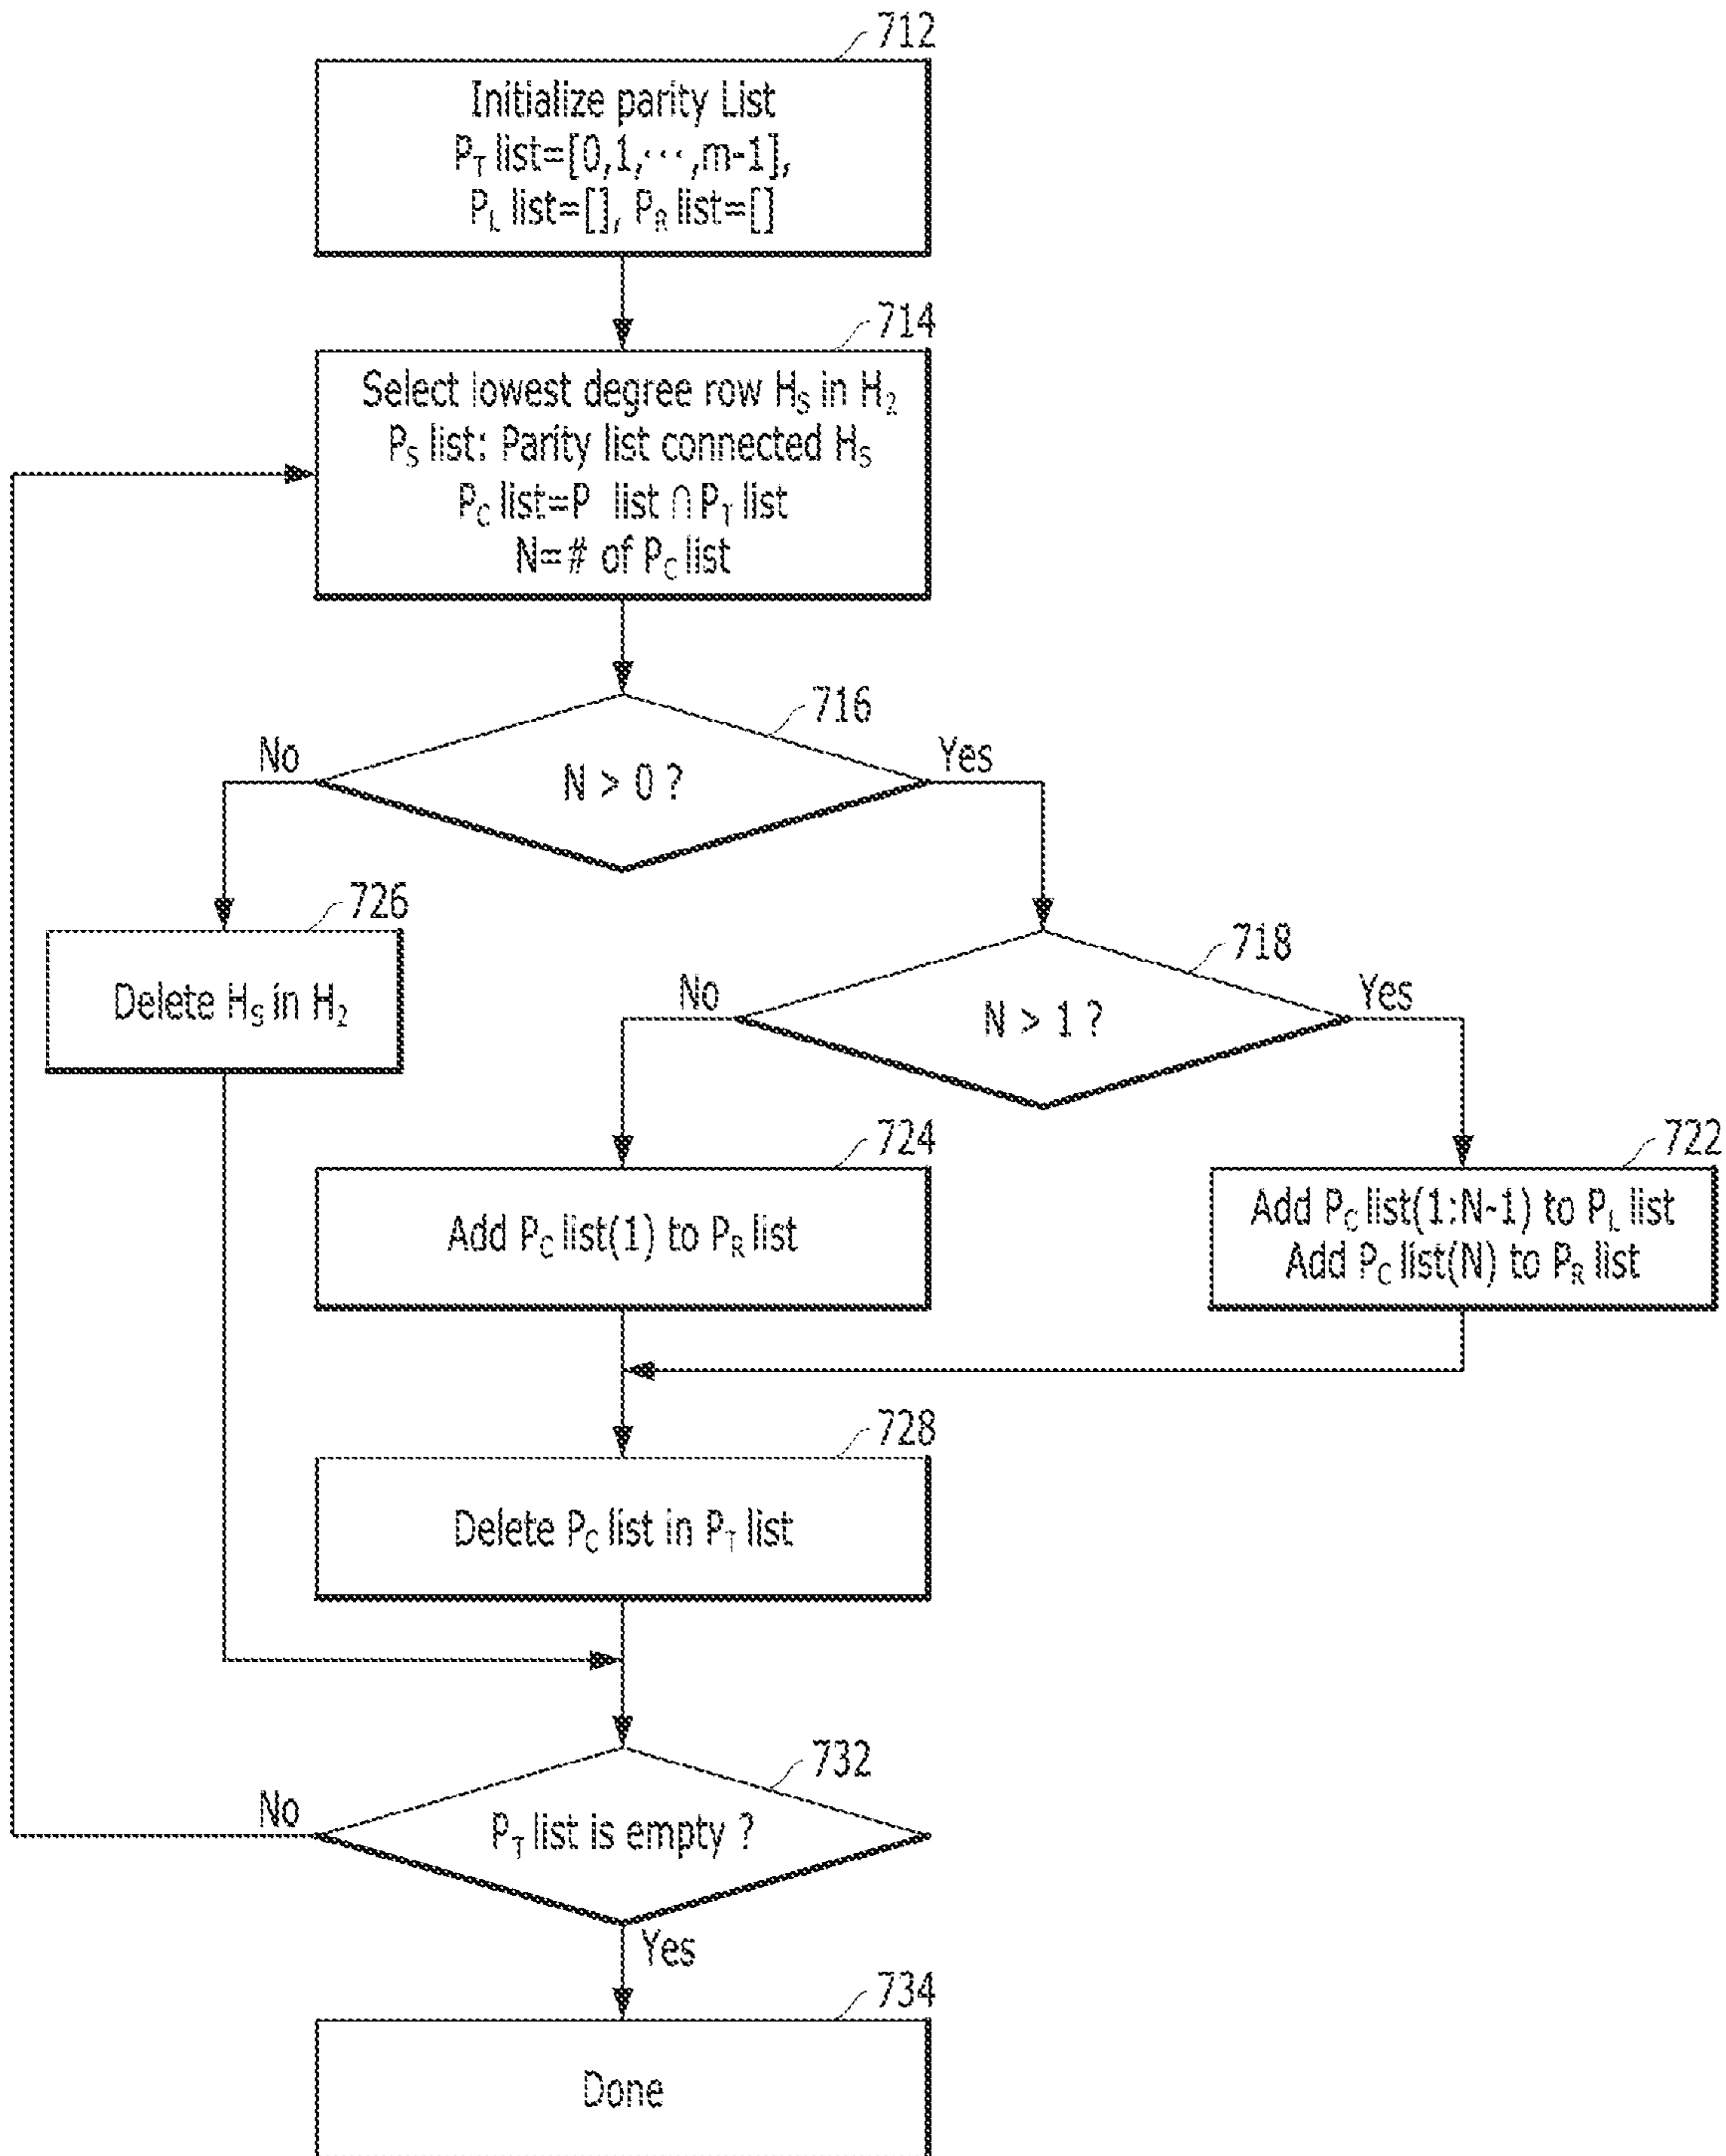 712
Initialize parity List
P_T list=[0,1,···,m-1],
P_L list=[], P_R list=[]
714
Select lowest degree row H_S in H_2
P_S list: Parity list connected H_S
P_C list=P list ∩ P_T list
N=# of P_C list
716
No
N > 0 ?
Yes
726
Delete H_S in H_2
718
No
N > 1 ?
Yes
724
Add P_C list(1) to P_R list
722
Add P_C list(1:N-1) to P_L list
Add P_C list(N) to P_R list
728
Delete P_C list in P_T list
732
No
P_T list is empty ?
Yes
734
Done